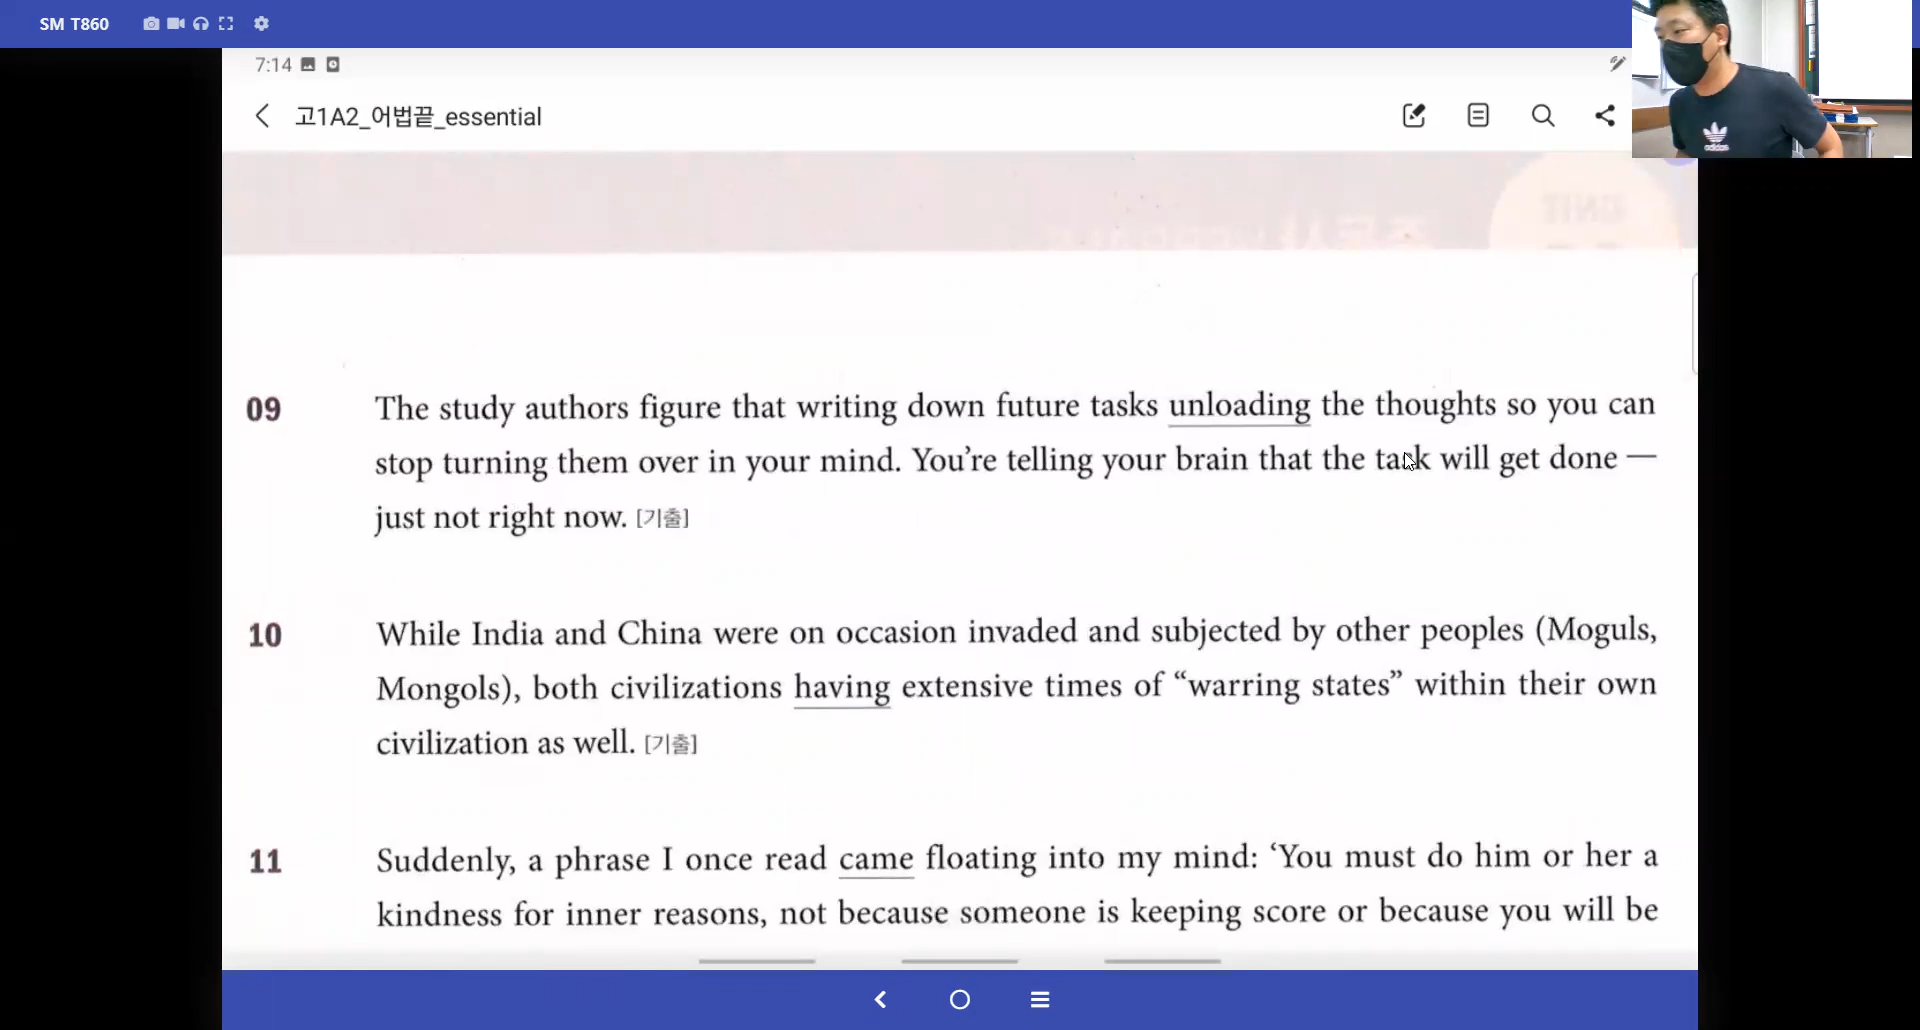 SM T860
7:14
고1A2_어법끝_essential
09 The study authors figure that writing down future tasks unloading the thoughts so you can
stop turning them over in your mind. You're telling your brain that the task will get done —
just not right now. [기출]
10 While India and China were on occasion invaded and subjected by other peoples (Moguls,
Mongols), both civilizations having extensive times of “warring states” within their own
civilization as well. [기출]
11 Suddenly, a phrase I once read came floating into my mind: ‘You must do him or her a
kindness for inner reasons, not because someone is keeping score or because you will be
adidas